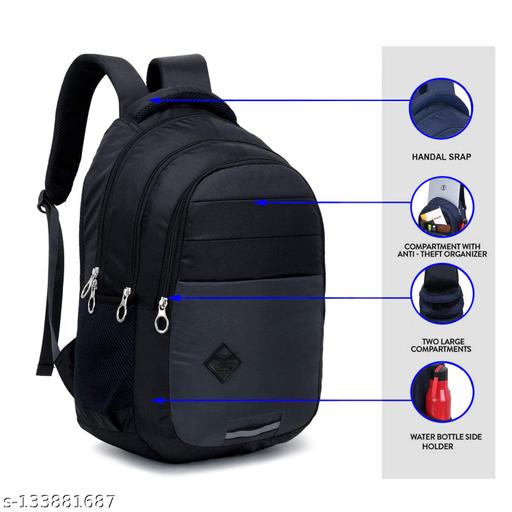 HANDAL SRAP
COMPARTMENT WITH
ANTI - THEFT ORGANIZER
TWO LARGE
COMPARTMENTS
WATER BOTTLE SIDE
HOLDER
s-133881687